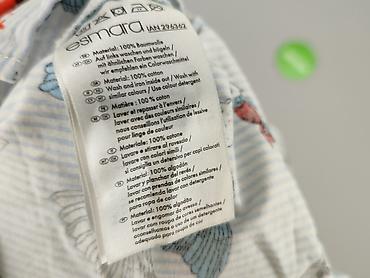 esmara IAN 296362
Material: 100% Baumwolle
Auf links waschen und bügeln /
mit ähnlichen Farben waschen /
wir empfehlen ein Colorwaschmittel
Material: 100% cotton
Wash and iron inside out / Wash with
similar colours / Use colour detergent
Matière : 100 % coton
Laver et repasser à l'envers /
laver avec des couleurs similaires /
nous conseillons l'utilisation de lessive
pour linge de couleur
Materiale: 100% cotone
Lavare e stirare al rovescio /
lavare con colori simili /
si consiglia un detersivo per capi colorati
Material: 100% algodón
Lavar y planchar del revés /
lavar con prendas de colores similares /
se recomienda lavar con detergente
para ropa de color
Material: 100% algodão
Lavar e engomar do avesso /
lavar com roupa de cores semelhantes /
aconselhamos o uso de um detergente
adequado para roupa de cor